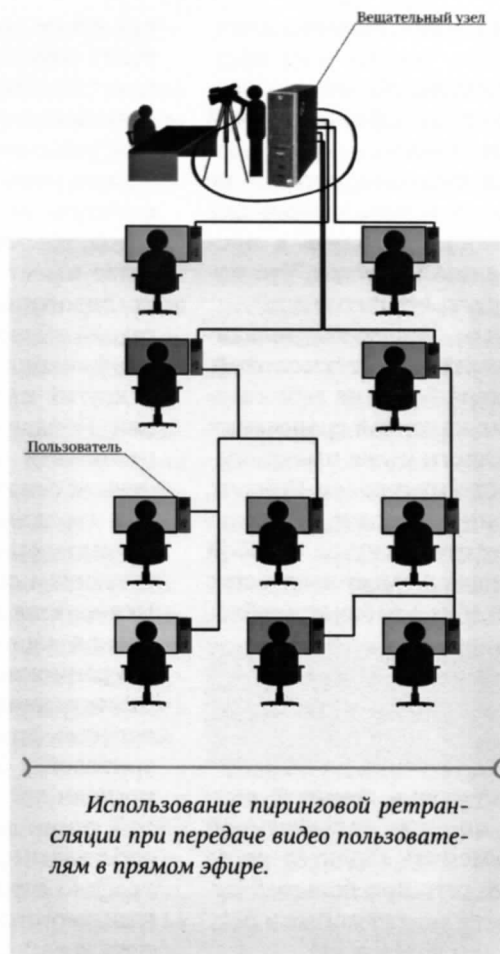 Вещательный узел
Пользователь
Использование пиринговой ретран-
сляции при передаче видео пользовате-
лям в прямом эфире.